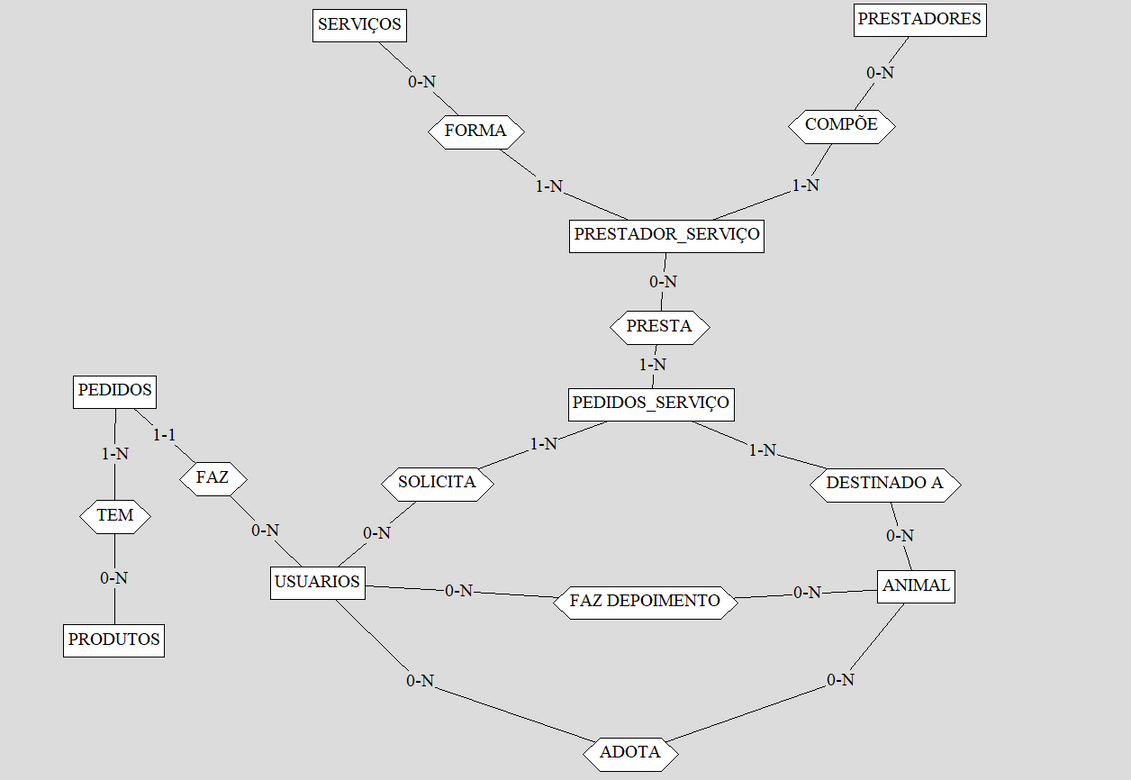 SERVIÇOS
PRESTADORES
0-N
0-N
FORMA
COMPÕE
1-N
1-N
PRESTADOR_SERVIÇO
0-N
PRESTA
1-N
PEDIDOS
PEDIDOS_SERVIÇO
1-1
1-N
1-N
1-N
FAZ
SOLICITA
DESTINADO A
TEM
0-N
0-N
0-N
0-N
USUARIOS
ANIMAL
0-N
FAZ DEPOIMENTO
0-N
PRODUTOS
0-N
0-N
ADOTA